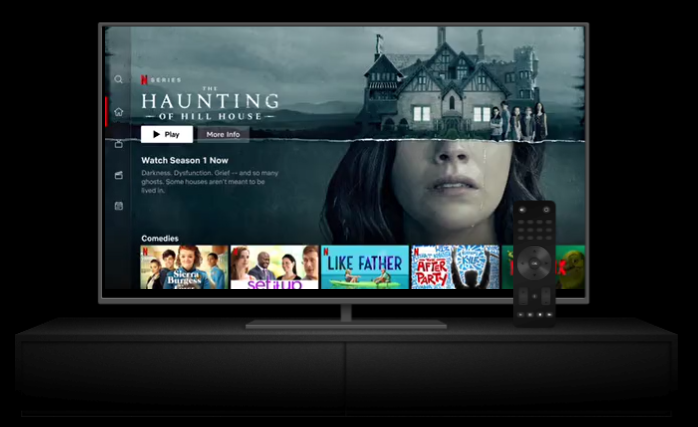 N SERIES
THE
HAUNTING
OF HILL HOUSE
Play
More Info
Watch Season 1 Now
Darkness. Dysfunction. Grief -- and so many
ghosts. Some houses aren't meant to be
lived in.
Comedies
N
Sierra
Burgess
set it up
N
LIKE FATHER
N
THE
AFTER
PARTY